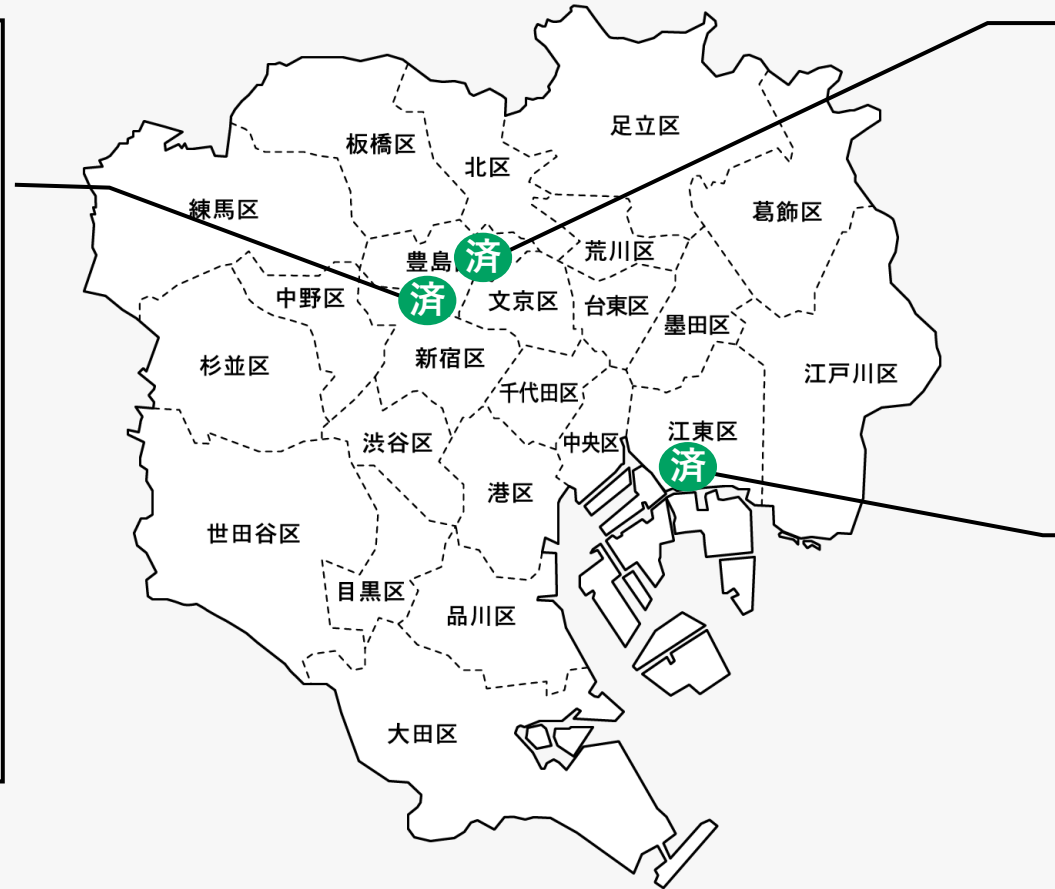 足立区
板橋区
北区
練馬区
葛飾区
荒川区
豊島
済
済
中野区
文京区
台東区
墨田区
新宿区
杉並区
江戸川区
千代田区
渋谷区
中央区
江東区
済
港区
世田谷区
目黒区
品川区
大田区